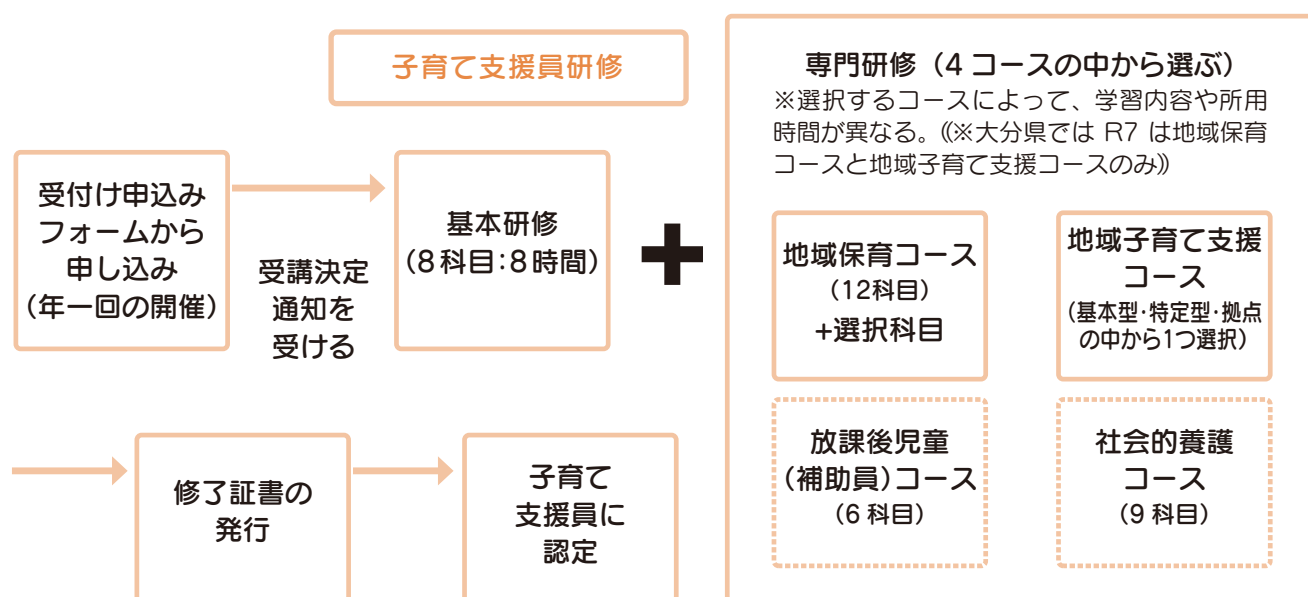 子育て支援員研修
受付け申込み
フォームから
申し込み
(年一回の開催)
受講決定
通知を
受ける
基本研修
(8科目:8時間)
+
専門研修(4コースの中から選ぶ)
※選択するコースによって、学習内容や所用
時間が異なる。((※大分県では R7 は地域保育
コースと地域子育て支援コースのみ))
地域保育コース
(12科目)
+選択科目
地域子育て支援
コース
(基本型・特定型・拠点
の中から1つ選択)
放課後児童
(補助員)コース
(6科目)
社会的養護
コース
(9科目)
修了証書の
発行
子育て
支援員に
認定